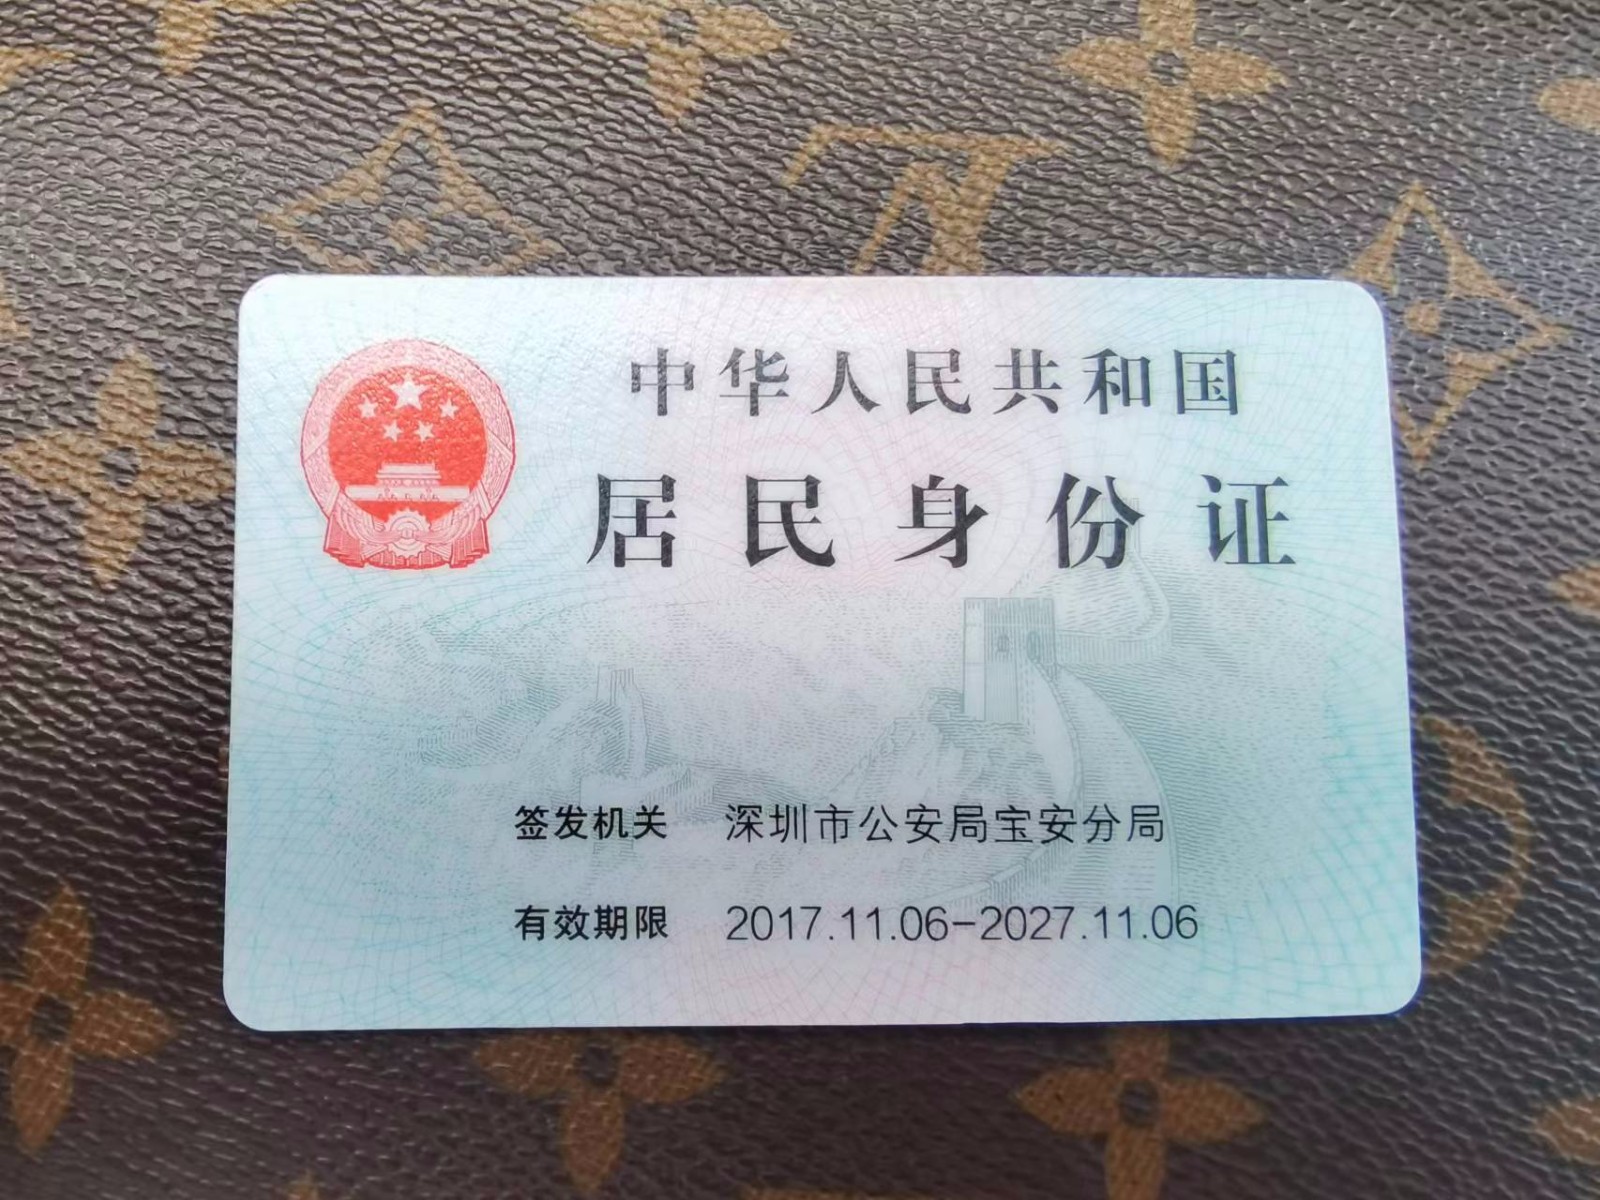 中华人民共和国
居民身份证
签发机关 深圳市公安局宝安分局
有效期限 2017.11.06-2027.11.06